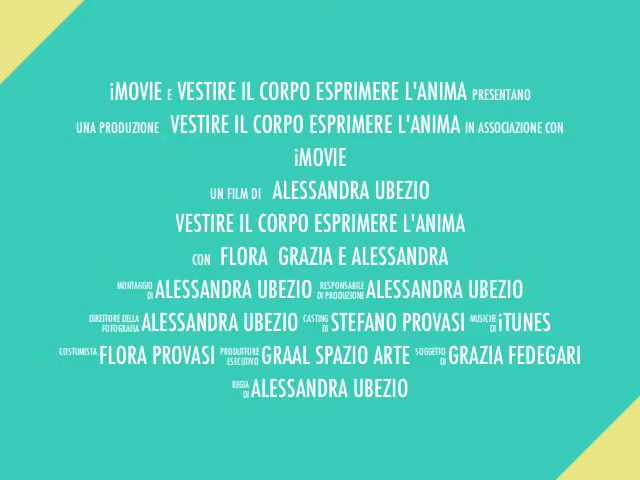 iMOVIE E VESTIRE IL CORPO ESPRIMERE L'ANIMA PRESENTANO
UNA PRODUZIONE VESTIRE IL CORPO ESPRIMERE L'ANIMA IN ASSOCIAZIONE CON
iMOVIE
UN FILM DI ALESSANDRA UBEZIO
VESTIRE IL CORPO ESPRIMERE L'ANIMA
CON FLORA GRAZIA E ALESSANDRA
MONTAGGIO DI ALESSANDRA UBEZIO RESPONSABILE DI PRODUZIONE ALESSANDRA UBEZIO
DIRETTORE DELLA FOTOGRAFIA ALESSANDRA UBEZIO CASTING DI STEFANO PROVASI MUSICHE DI iTUNES
COSTUMISTA FLORA PROVASI PRODUTTORE ESECUTIVO GRAAL SPAZIO ARTE SOGGETTO DI GRAZIA FEDEGARI
REGIA DI ALESSANDRA UBEZIO